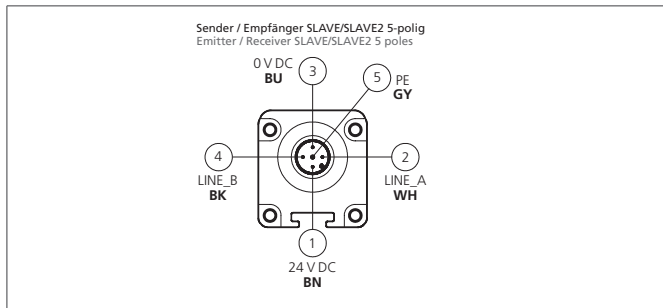 Sender / Empfänger SLAVE/SLAVE2 5-polig
Emitter / Receiver SLAVE/SLAVE2 5 poles
0 V DC
BU
3
5
PE
GY
4
LINE_B
BK
2
LINE_A
WH
1
24 V DC
BN